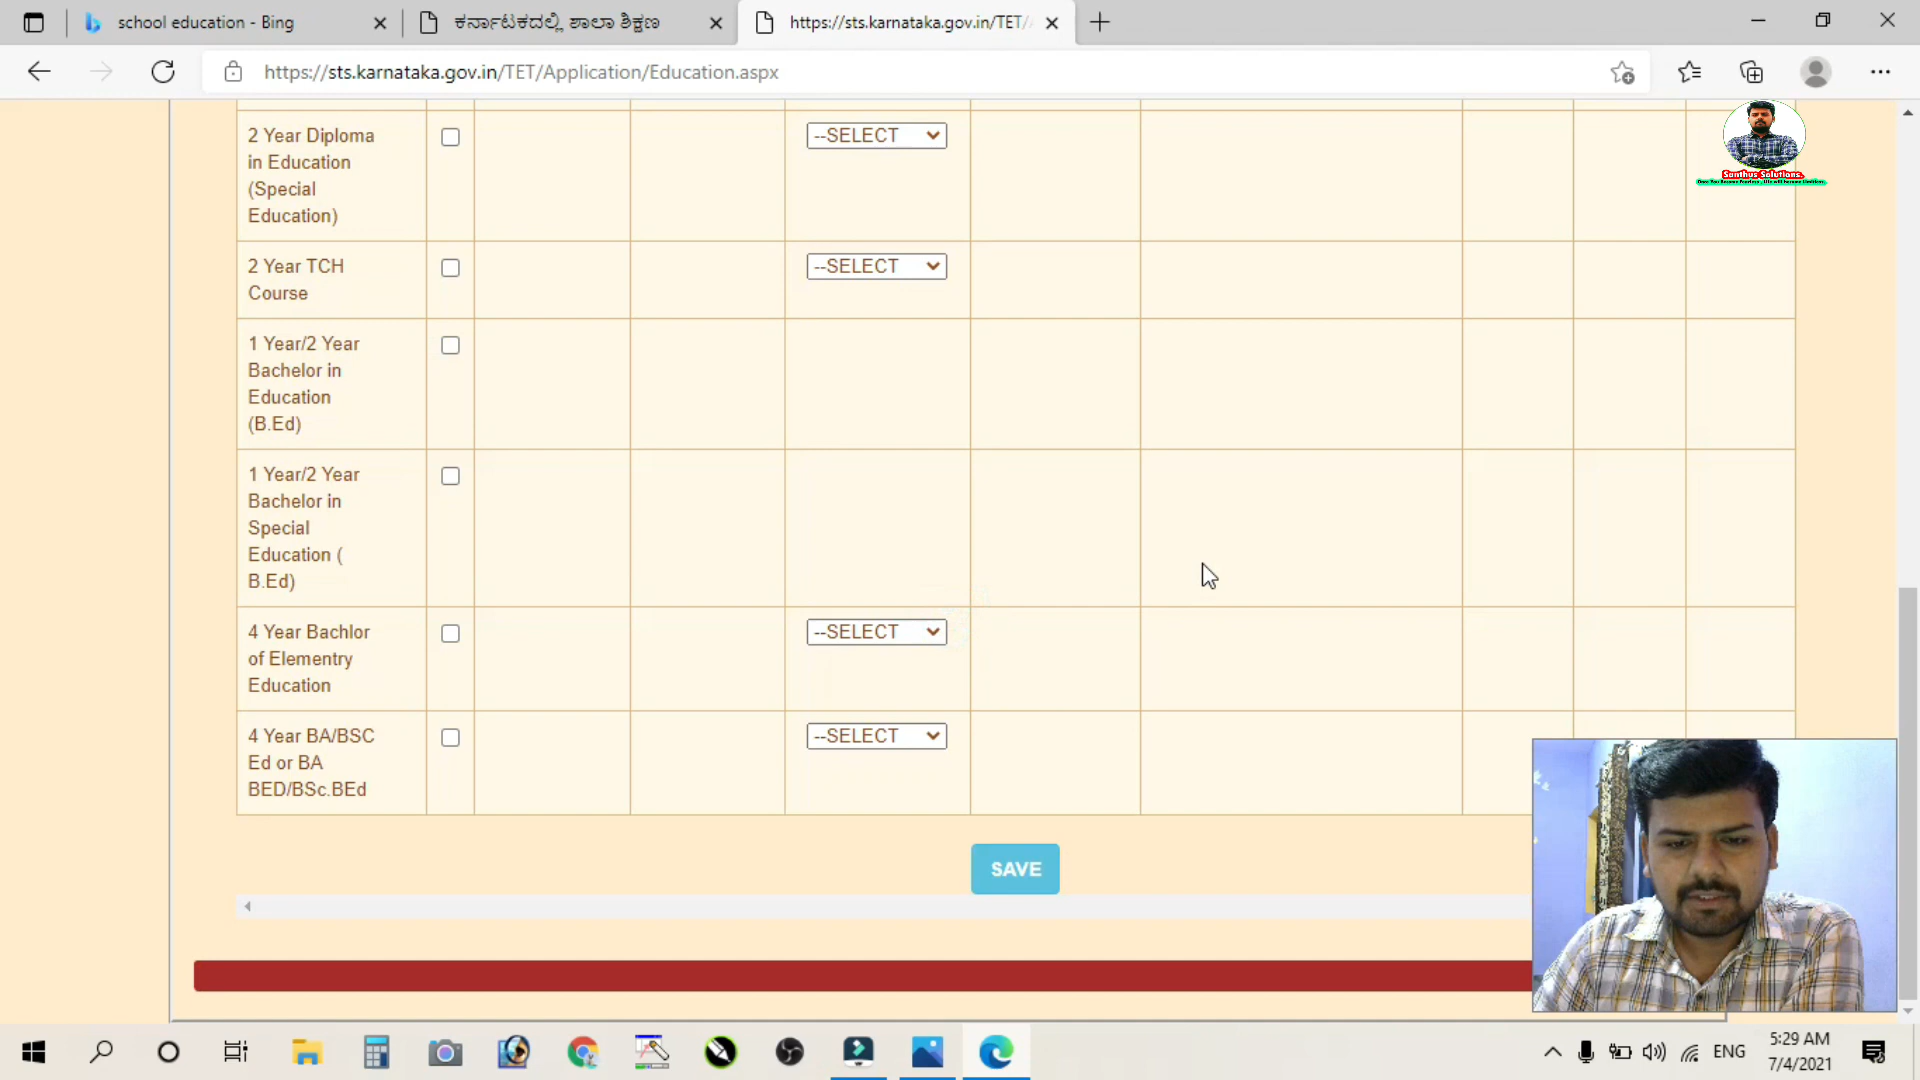 school education - Bing
ಕರ್ನಾಟಕದಲ್ಲಿ ಶಾಲಾ ಶಿಕ್ಷಣ
https://sts.karnataka.gov.in/TET/
https://sts.karnataka.gov.in/TET/Application/Education.aspx
Santhus Solutions
2 Year Diploma
in Education
(Special
Education)
--SELECT
2 Year TCH
Course
--SELECT
1 Year/2 Year
Bachelor in
Education
(B.Ed)
1 Year/2 Year
Bachelor in
Special
Education (
B.Ed)
4 Year Bachlor
of Elementry
Education
--SELECT
4 Year BA/BSC
Ed or BA
BED/BSc.BEd
--SELECT
SAVE
ENG
5:29 AM
7/4/2021